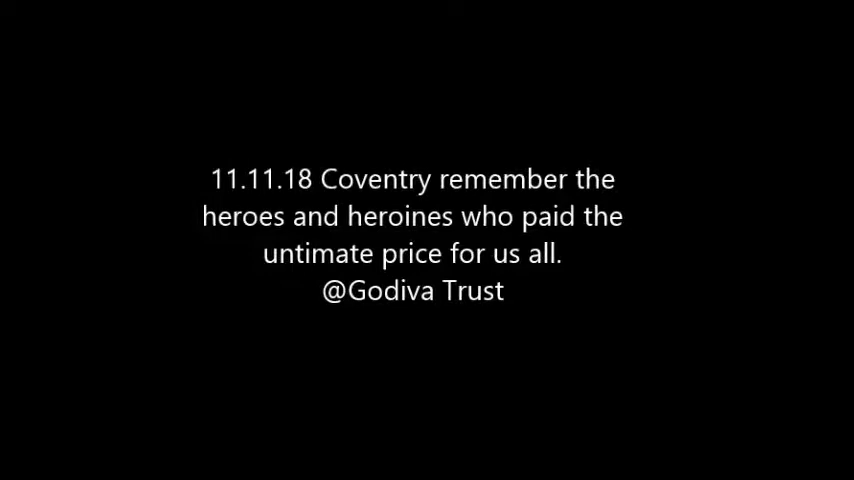 11.11.18 Coventry remember the
heroes and heroines who paid the
untimate price for us all.
@Godiva Trust